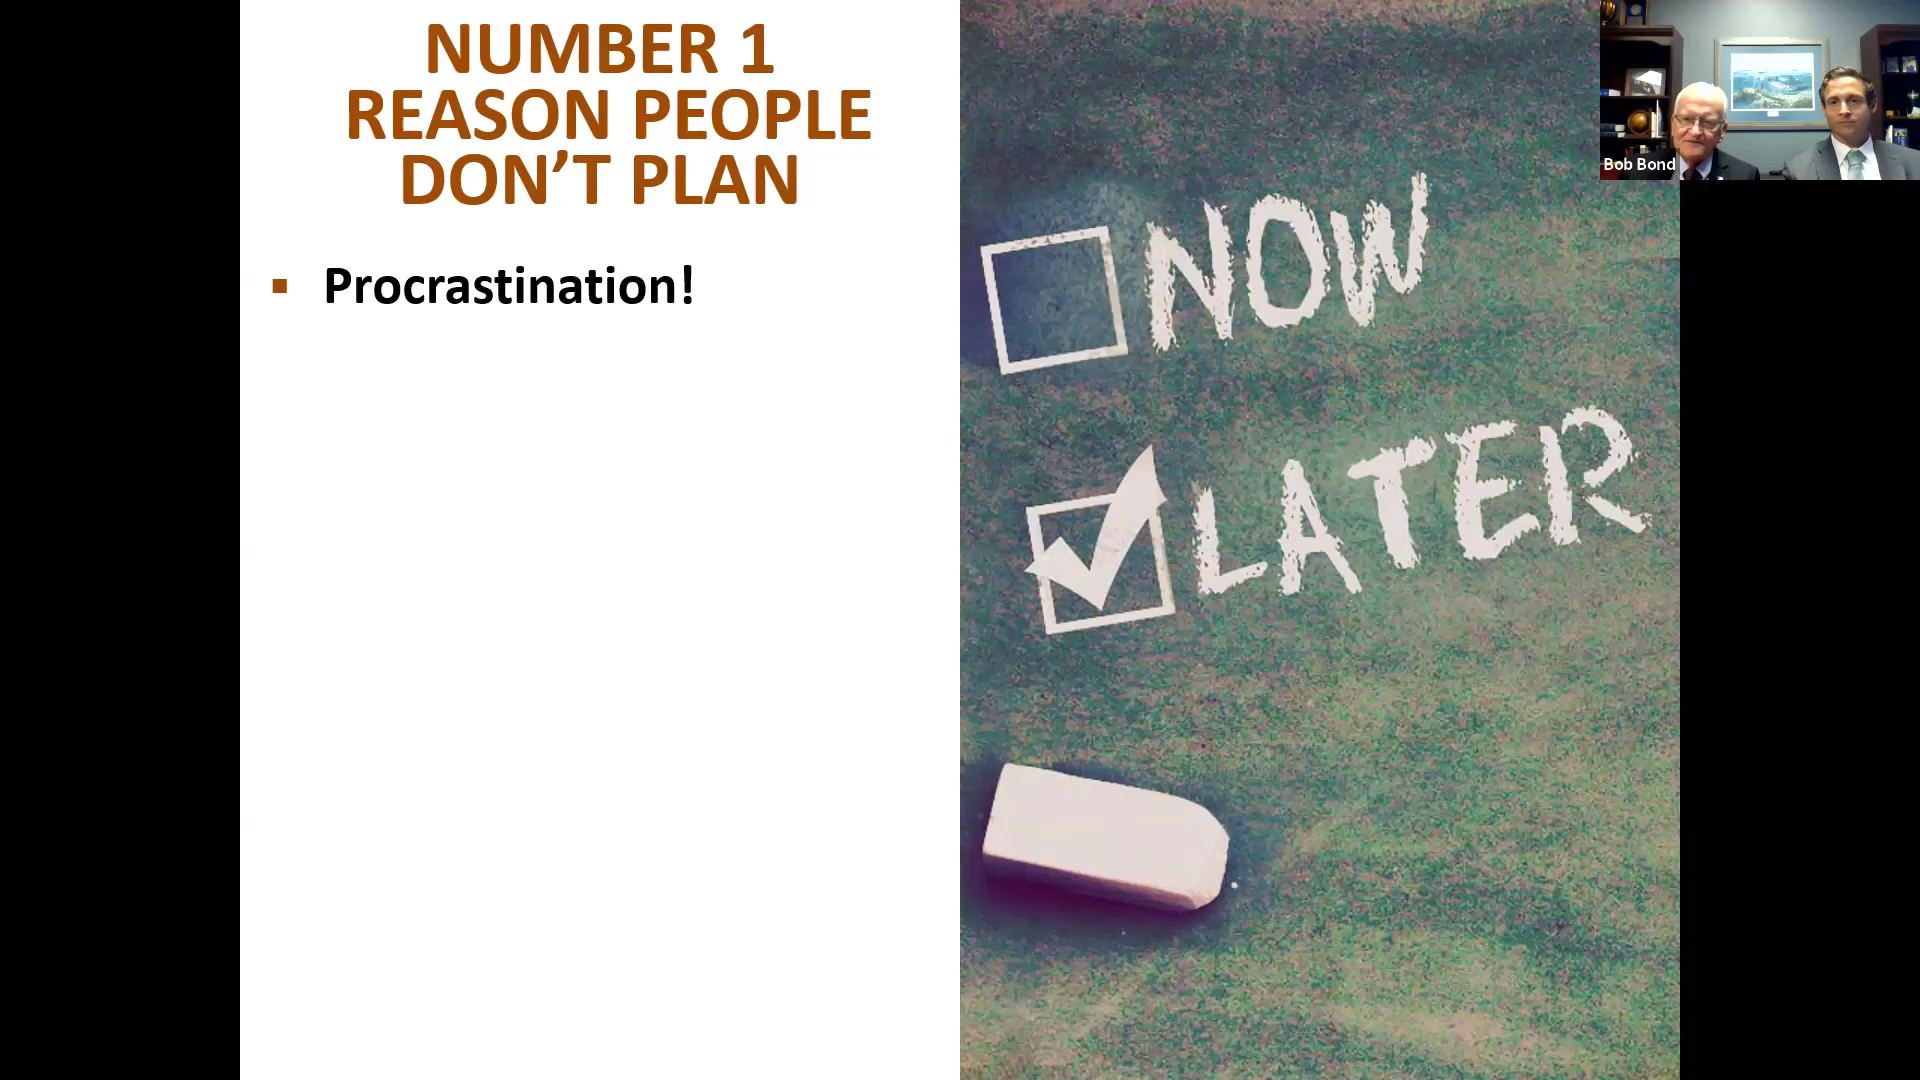 NUMBER 1
REASON PEOPLE
DON’T PLAN
▪ Procrastination!
NOW
LATER
Bob Bond